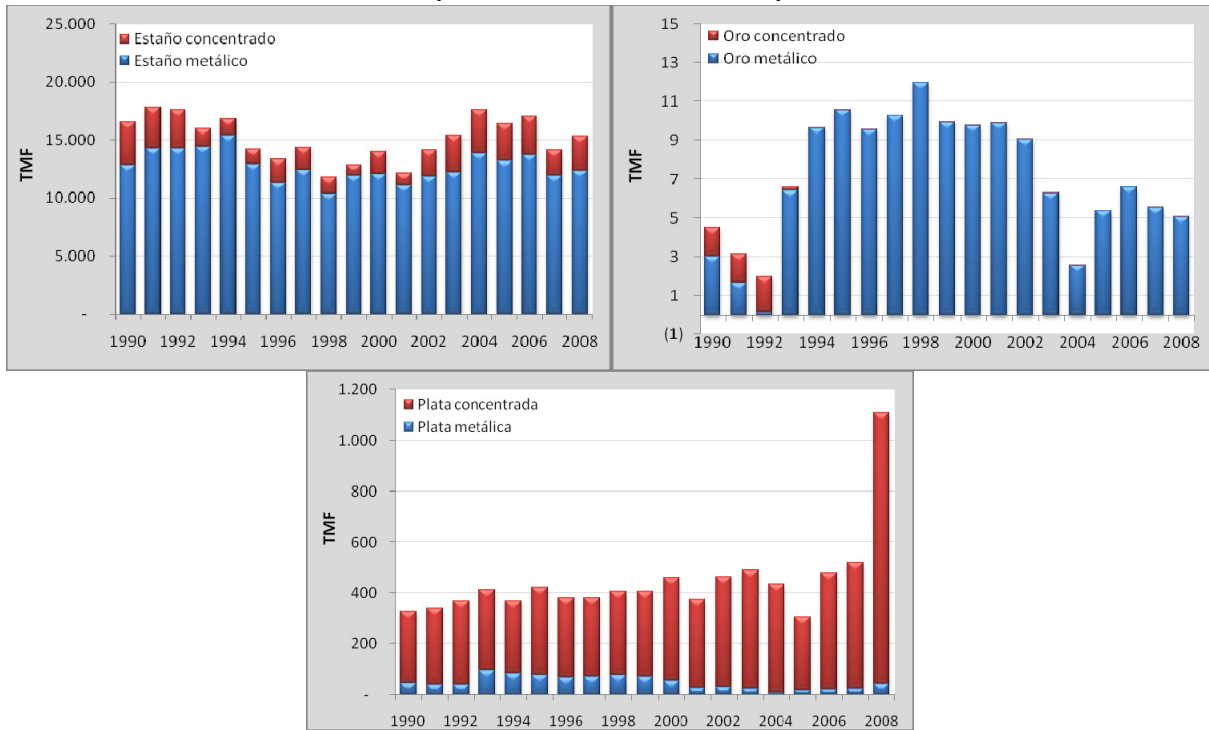 25.000
20.000
15.000
10.000
5.000
-
TMF
Estaño concentrado
Estaño metálico
1990 1992 1994 1996 1998 2000 2002 2004 2006 2008
15
13
11
9
7
5
3
1
(1)
TMF
Oro concentrado
Oro metálico
1990 1992 1994 1996 1998 2000 2002 2004 2006 2008
1.200
1.000
800
600
400
200
-
TMF
Plata concentrada
Plata metálica
1990 1992 1994 1996 1998 2000 2002 2004 2006 2008